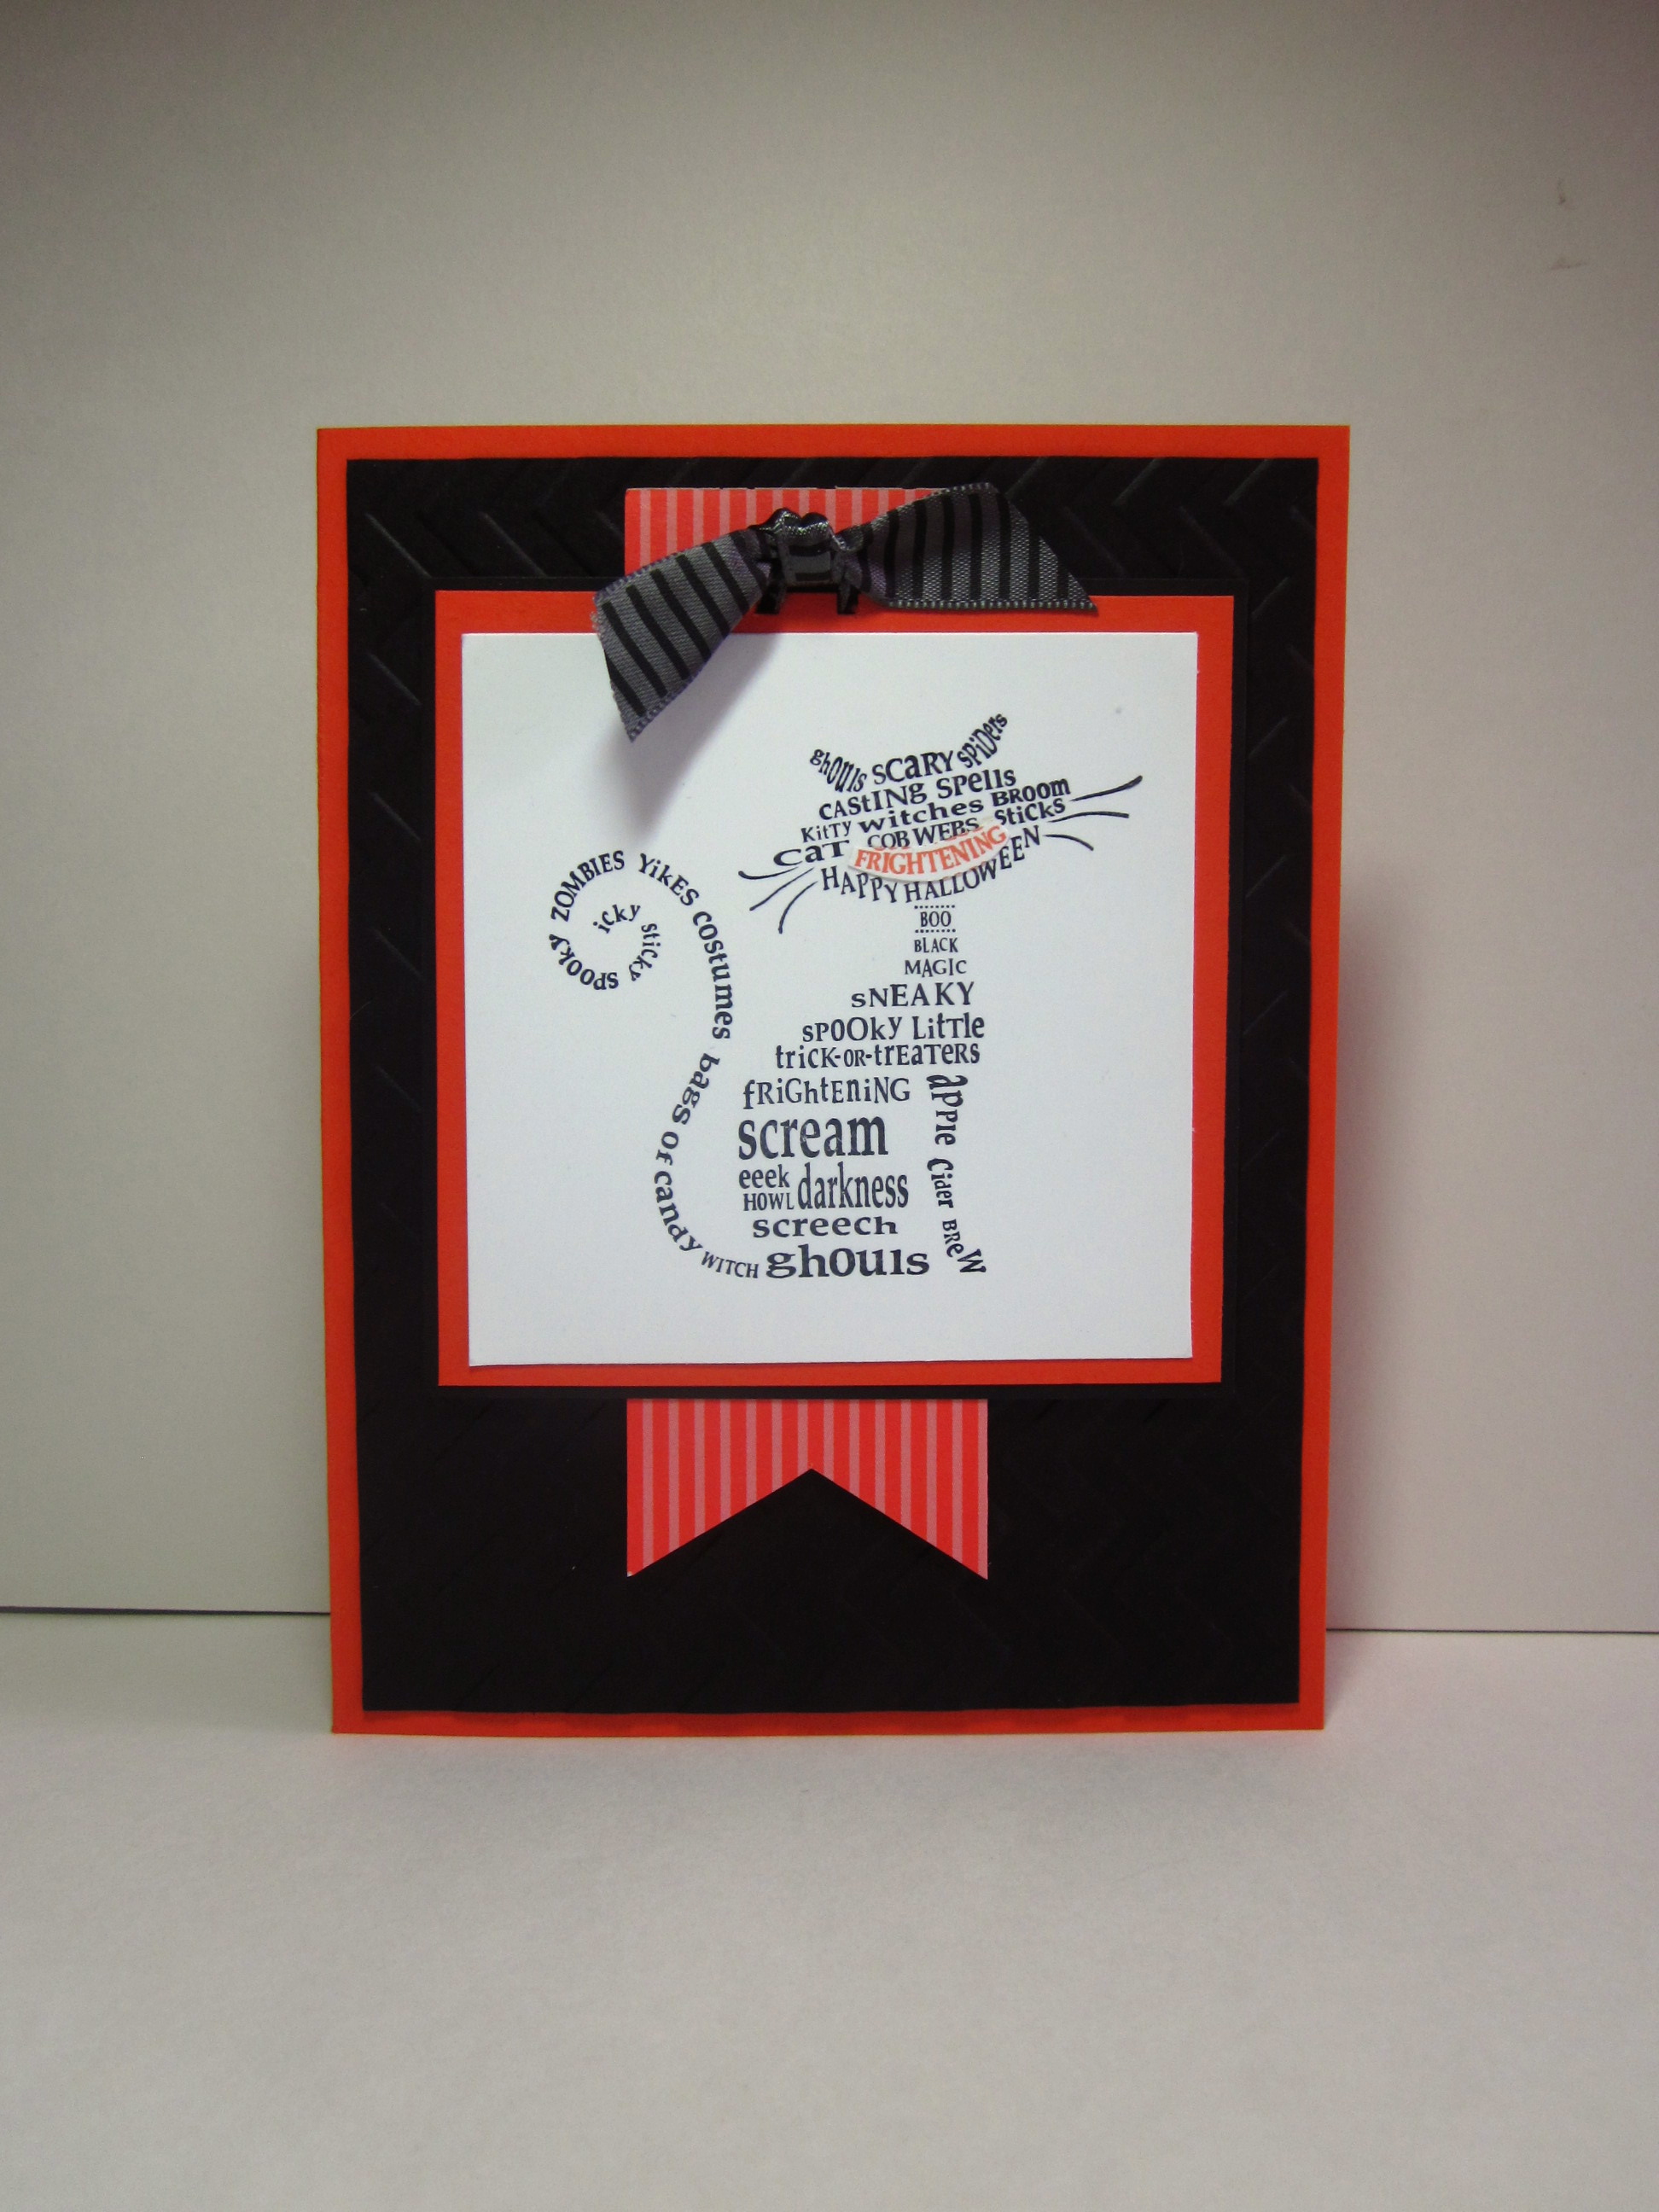 ghouls scary spiders
casting spells
Kitty witches Broom
cat COB WEBS sticks
FRIGHTENING
HAPPY HALLOWEEN
BOO
BLACK
MAGIC
sNEAKY
spOOky Little
trick-OR-trEaTeRs
fRiGhtEniNG
scream
eeek darkness
HOWL
screech
ghouls
apple cider BReW
icky sticky spooky ZOMBIES YikES costumes bags of candy WITCH